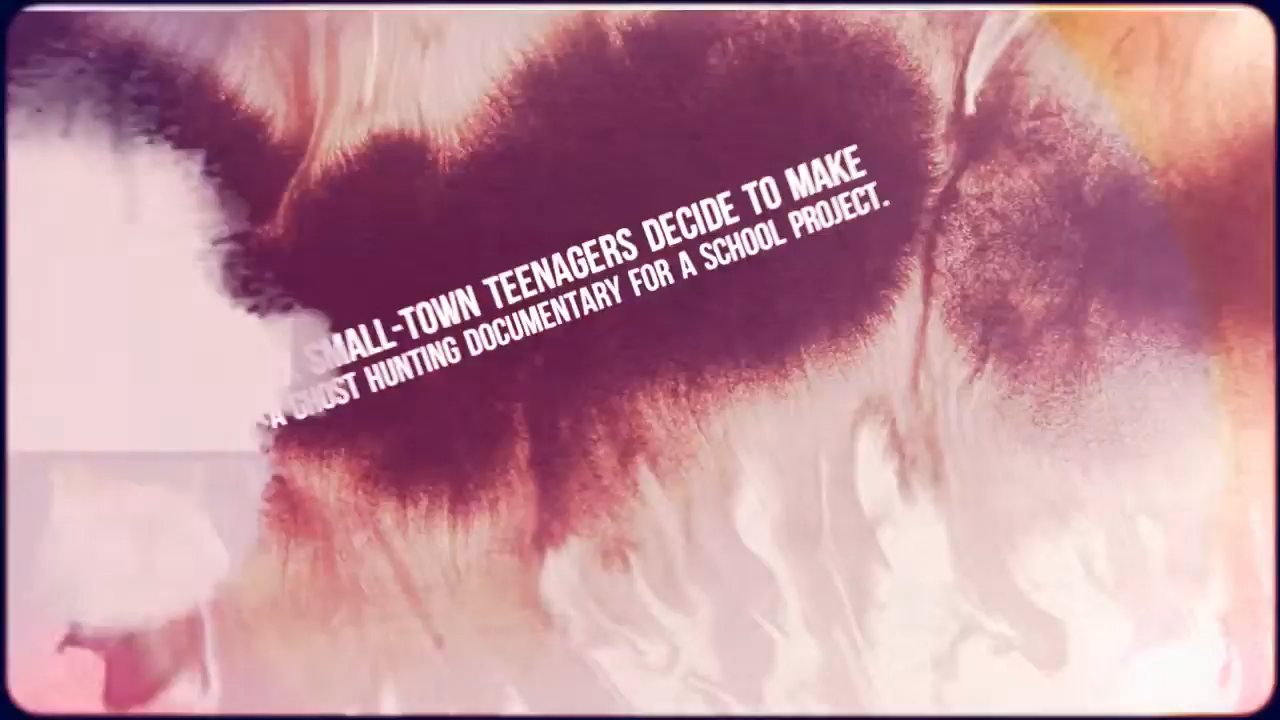 SMALL-TOWN TEENAGERS DECIDE TO MAKE
A GHOST HUNTING DOCUMENTARY FOR A SCHOOL PROJECT.